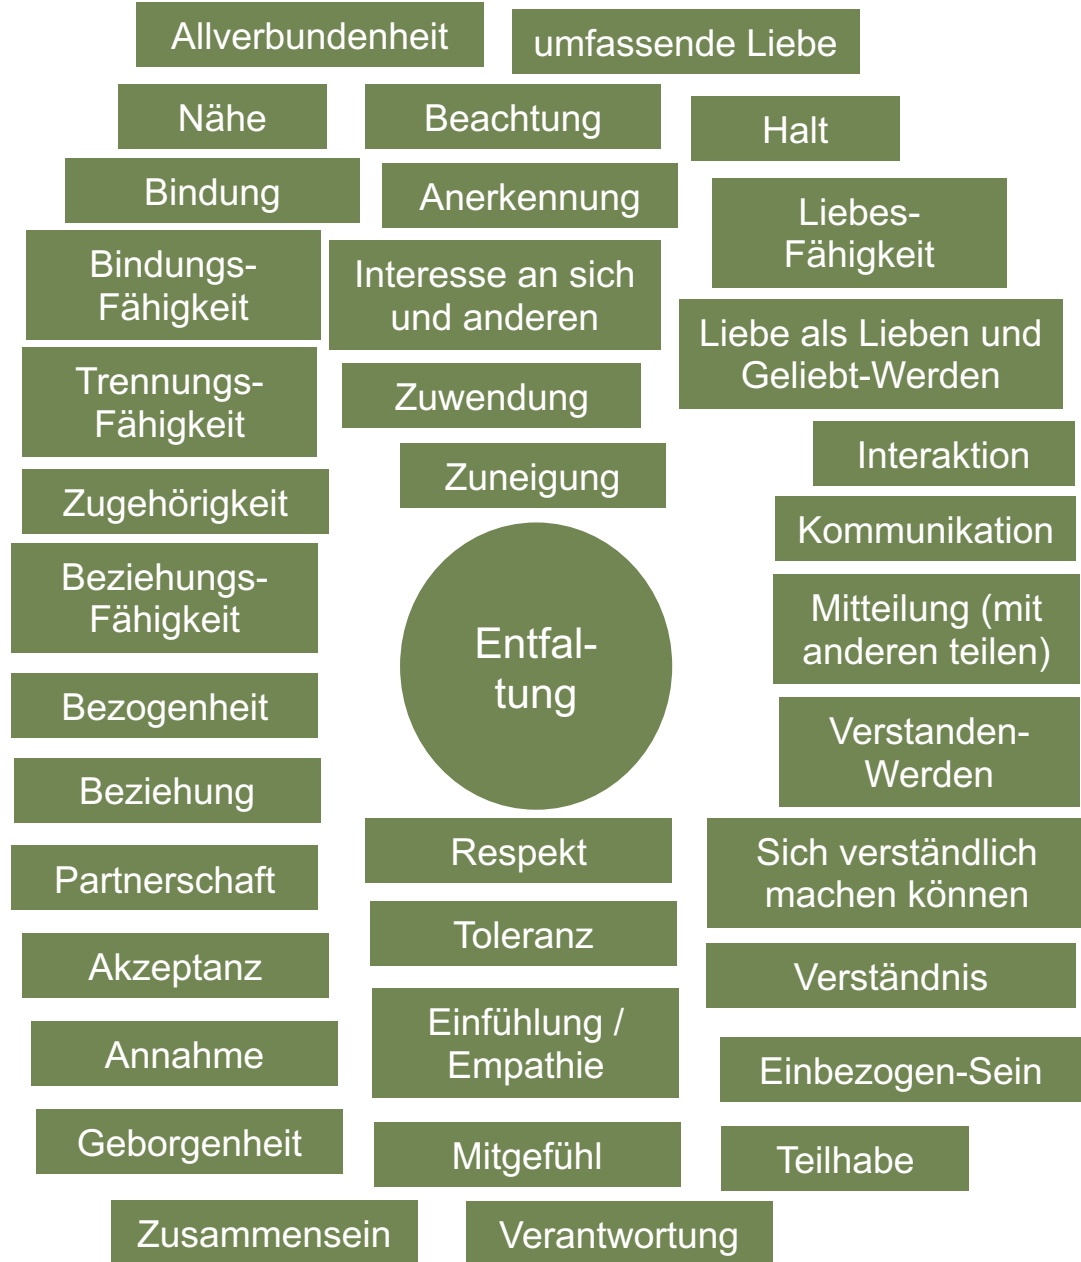 Allverbundenheit
umfassende Liebe
Nähe
Beachtung
Halt
Bindung
Anerkennung
Liebes-
Fähigkeit
Bindungs-
Fähigkeit
Interesse an sich
und anderen
Liebe als Lieben und
Geliebt-Werden
Trennungs-
Fähigkeit
Zuwendung
Interaktion
Zuneigung
Zugehörigkeit
Kommunikation
Beziehungs-
Fähigkeit
Mitteilung (mit
anderen teilen)
Entfal-
tung
Bezogenheit
Verstanden-
Werden
Beziehung
Respekt
Sich verständlich
machen können
Partnerschaft
Toleranz
Akzeptanz
Verständnis
Einfühlung /
Empathie
Annahme
Einbezogen-Sein
Geborgenheit
Mitgefühl
Teilhabe
Zusammensein
Verantwortung